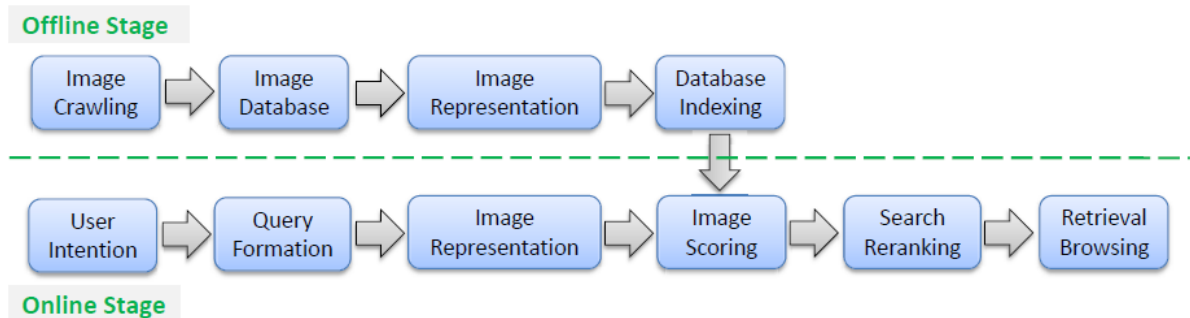 Offline Stage
Image
Crawling
Image
Database
Image
Representation
Database
Indexing
User
Intention
Query
Formation
Image
Representation
Image
Scoring
Search
Reranking
Retrieval
Browsing
Online Stage